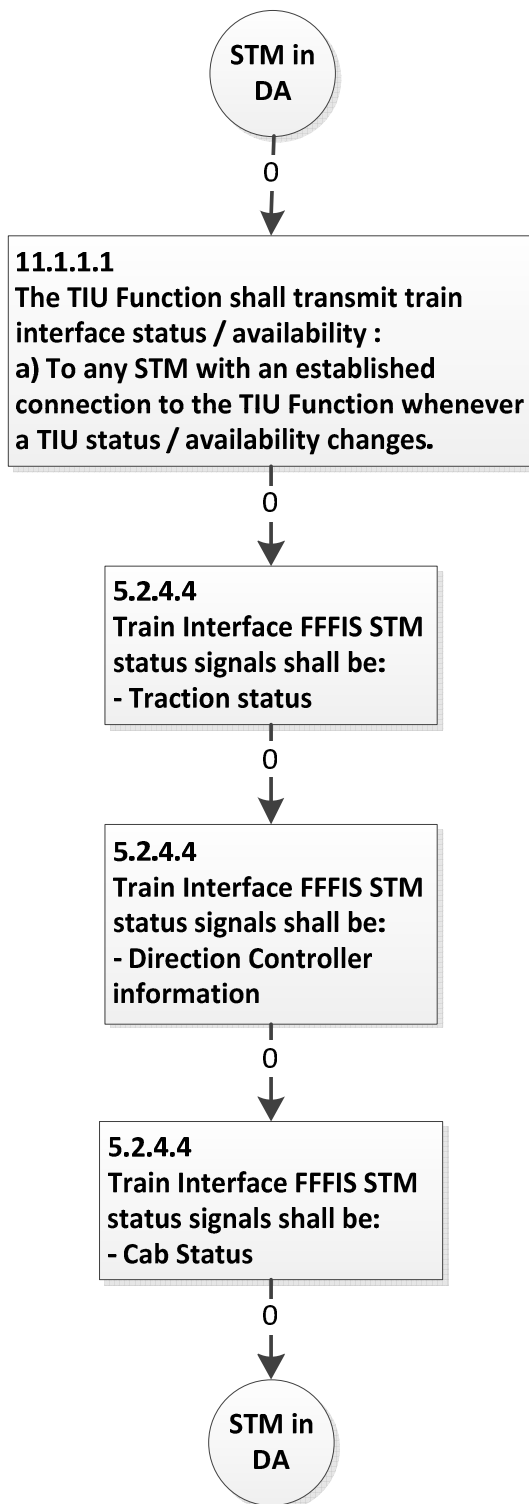 STM in
DA
0
11.1.1.1
The TIU Function shall transmit train
interface status / availability :
a) To any STM with an established
connection to the TIU Function whenever
a TIU status / availability changes.
0
5.2.4.4
Train Interface FFFIS STM
status signals shall be:
- Traction status
0
5.2.4.4
Train Interface FFFIS STM
status signals shall be:
- Direction Controller
information
0
5.2.4.4
Train Interface FFFIS STM
status signals shall be:
- Cab Status
0
STM in
DA